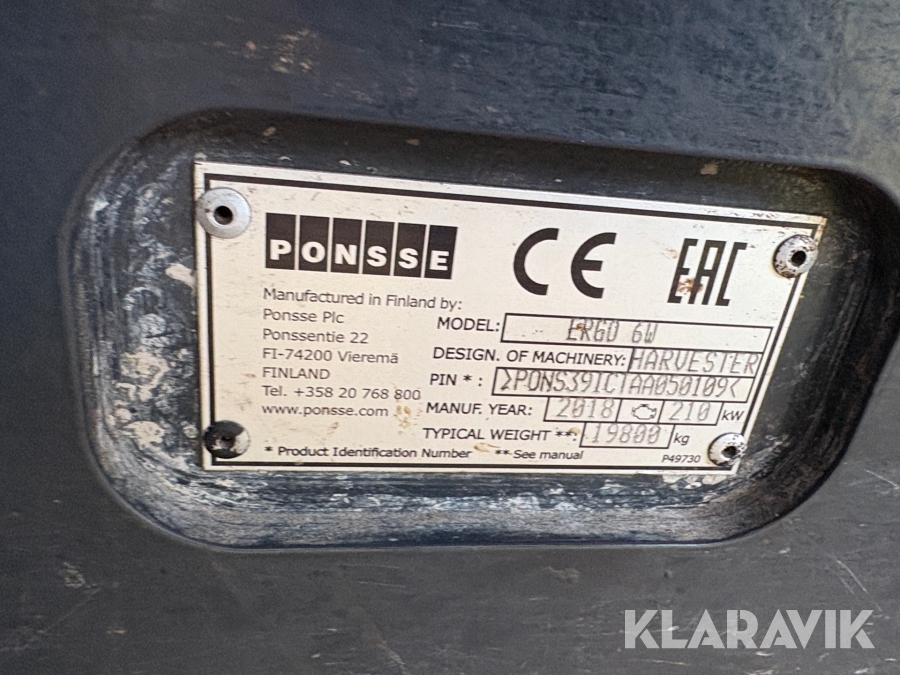 PONSSE
CE EAC
Manufactured in Finland by:
Ponsse Plc
Ponssentie 22
FI-74200 Vieremä
FINLAND
Tel. +358 20 768 800
www.ponsse.com
MODEL: ERGO 6W
DESIGN. OF MACHINERY: HARVESTER
PIN * : >PONS39ICTAA050109<
MANUF. YEAR: 2018 210 kW
TYPICAL WEIGHT **: 19800 kg
* Product Identification Number ** See manual P49730
KLARAVIK